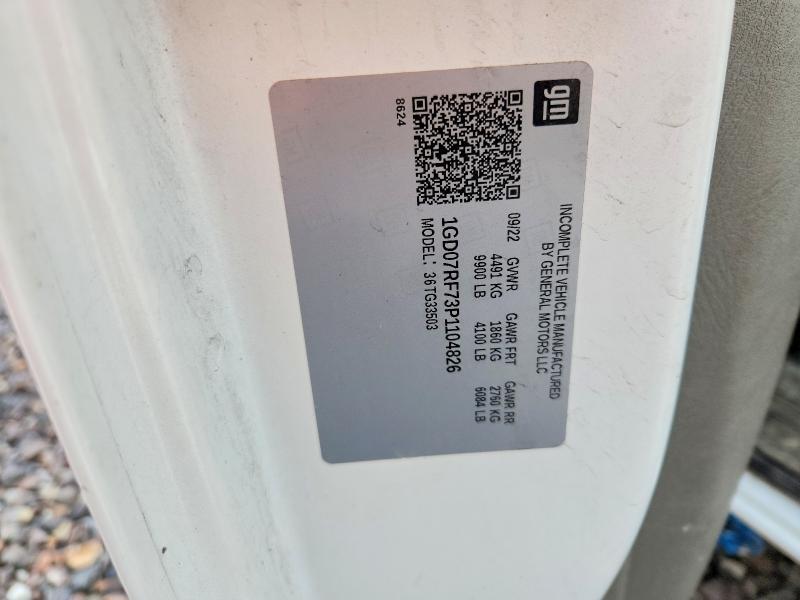 gm
INCOMPLETE VEHICLE MANUFACTURED
BY GENERAL MOTORS LLC
09/22 GVWR GAWR FRT GAWR RR
4491 KG 1860 KG 2760 KG
9900 LB 4100 LB 6084 LB
1GD07RF73P1104826
MODEL: 36TG33503
8624